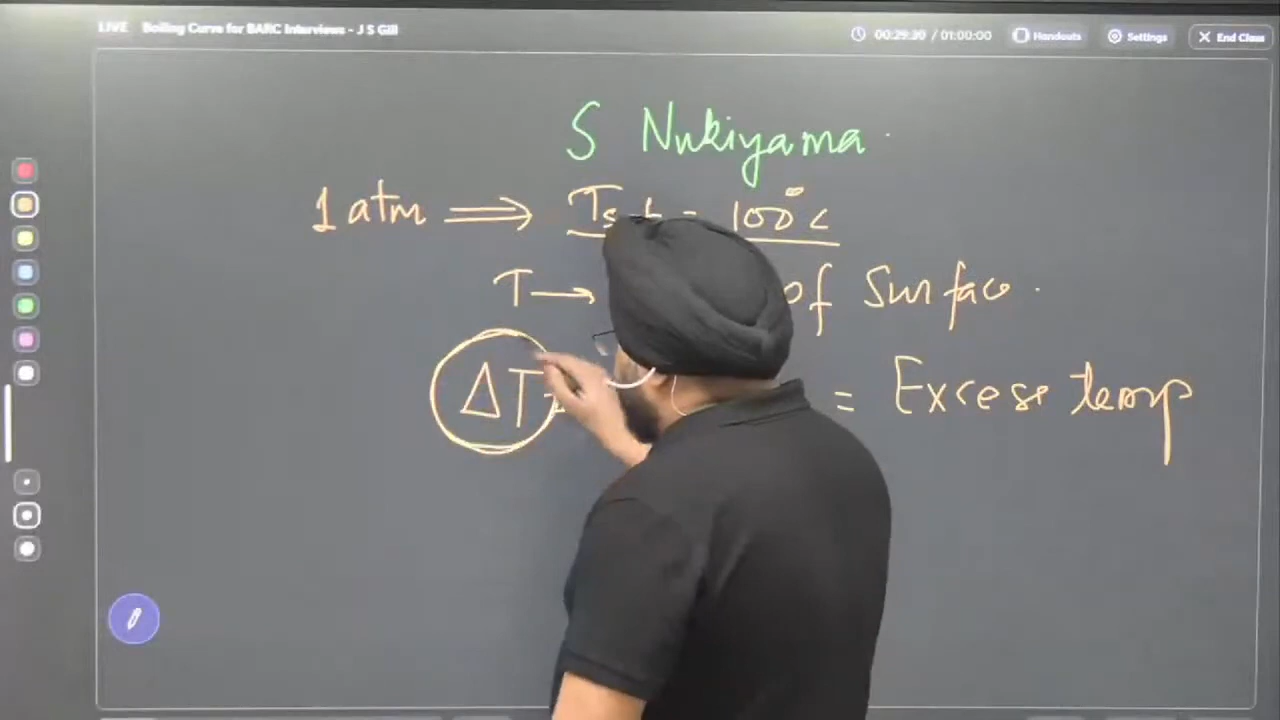 LIVE Boiling Curve for BARC Interviews - J S Gill
00:29:20 / 01:00:00 Handouts Settings End Class
S Nukiyama
1 atm ⟹ = 100°C
T → of Surface.
ΔT = Excess temp